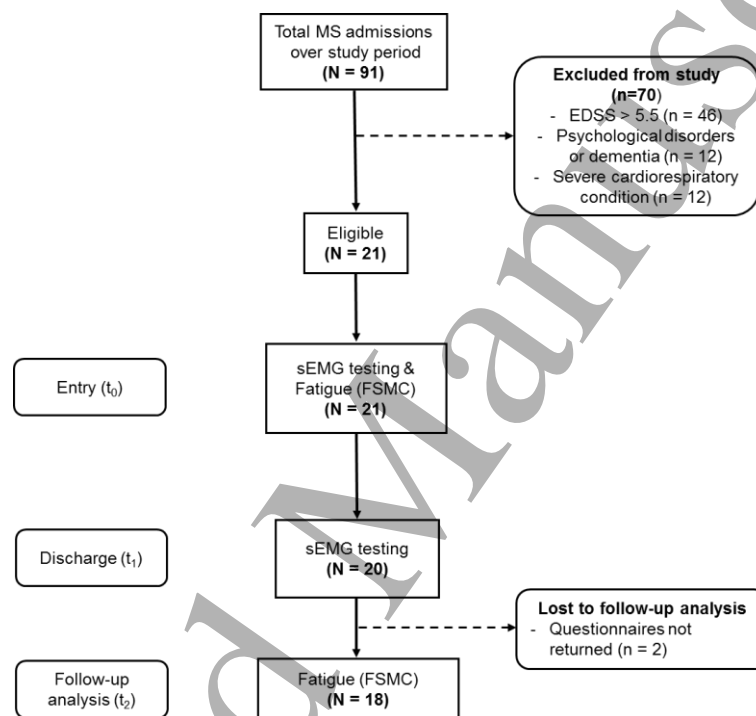 Total MS admissions
over study period
(N = 91)
Excluded from study
(n=70)
- EDSS > 5.5 (n = 46)
- Psychological disorders
or dementia (n = 12)
- Severe cardiorespiratory
condition (n = 12)
Eligible
(N = 21)
Entry (t0)
sEMG testing &
Fatigue (FSMC)
(N = 21)
Discharge (t1)
sEMG testing
(N = 20)
Lost to follow-up analysis
- Questionnaires not
returned (n = 2)
Follow-up
analysis (t2)
Fatigue (FSMC)
(N = 18)
d Manus